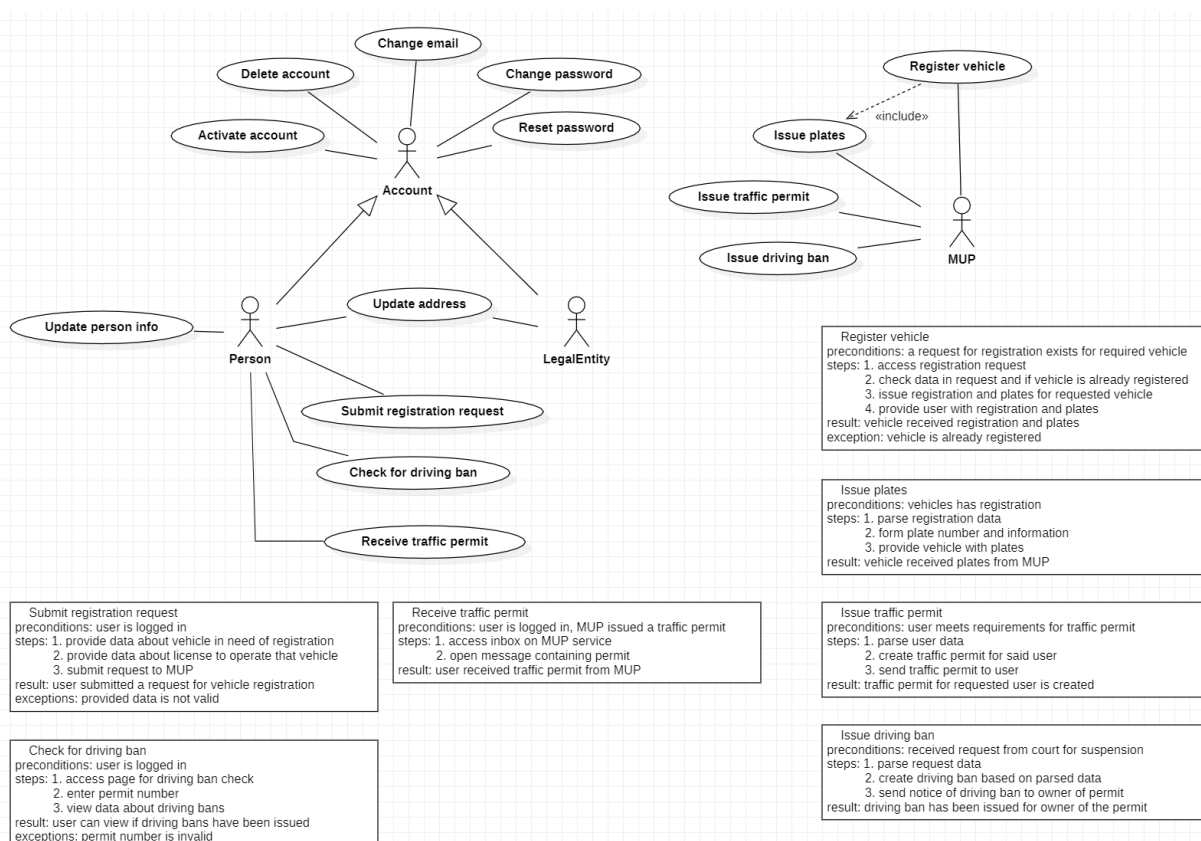 Change email
Delete account
Change password
Register vehicle
«include»
Activate account
Reset password
Issue plates
Account
Issue traffic permit
Issue driving ban
MUP
Update address
Update person info
Person
LegalEntity
Submit registration request
Check for driving ban
Receive traffic permit
Register vehicle
preconditions: a request for registration exists for required vehicle
steps: 1. access registration request
2. check data in request and if vehicle is already registered
3. issue registration and plates for requested vehicle
4. provide user with registration and plates
result: vehicle received registration and plates
exception: vehicle is already registered
Issue plates
preconditions: vehicles has registration
steps: 1. parse registration data
2. form plate number and information
3. provide vehicle with plates
result: vehicle received plates from MUP
Submit registration request
preconditions: user is logged in
steps: 1. provide data about vehicle in need of registration
2. provide data about license to operate that vehicle
3. submit request to MUP
result: user submitted a request for vehicle registration
exceptions: provided data is not valid
Receive traffic permit
preconditions: user is logged in, MUP issued a traffic permit
steps: 1. access inbox on MUP service
2. open message containing permit
result: user received traffic permit from MUP
Issue traffic permit
preconditions: user meets requirements for traffic permit
steps: 1. parse user data
2. create traffic permit for said user
3. send traffic permit to user
result: traffic permit for requested user is created
Check for driving ban
preconditions: user is logged in
steps: 1. access page for driving ban check
2. enter permit number
3. view data about driving bans
result: user can view if driving bans have been issued
exceptions: permit number is invalid
Issue driving ban
preconditions: received request from court for suspension
steps: 1. parse request data
2. create driving ban based on parsed data
3. send notice of driving ban to owner of permit
result: driving ban has been issued for owner of the permit